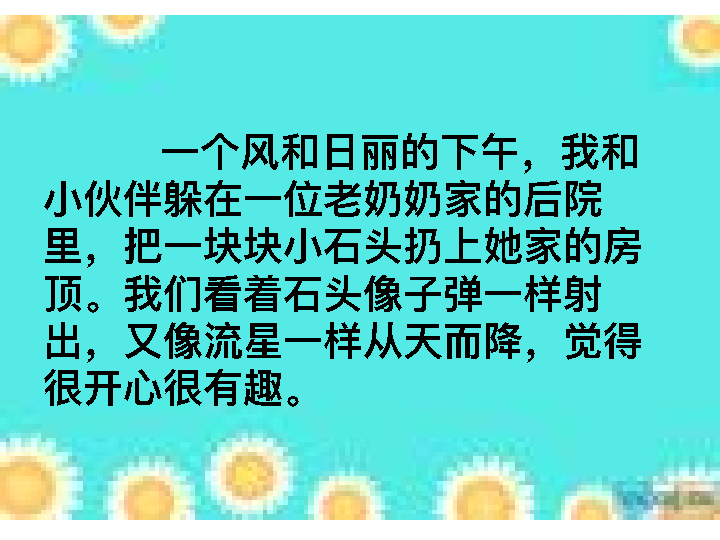 一个风和日丽的下午，我和
小伙伴躲在一位老奶奶家的后院
里，把一块块小石头扔上她家的房
顶。我们看着石头像子弹一样射
出，又像流星一样从天而降，觉得
很开心很有趣。